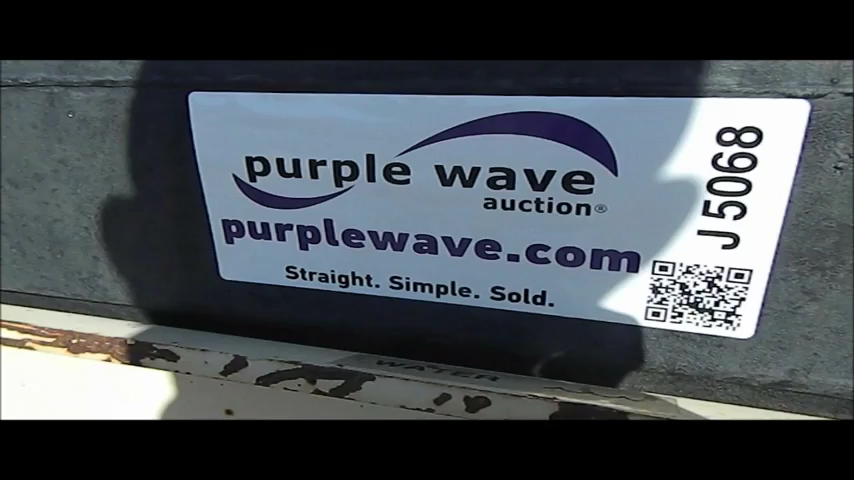 purple wave
auction®
purplewave.com
Straight. Simple. Sold.
J5068
WATER